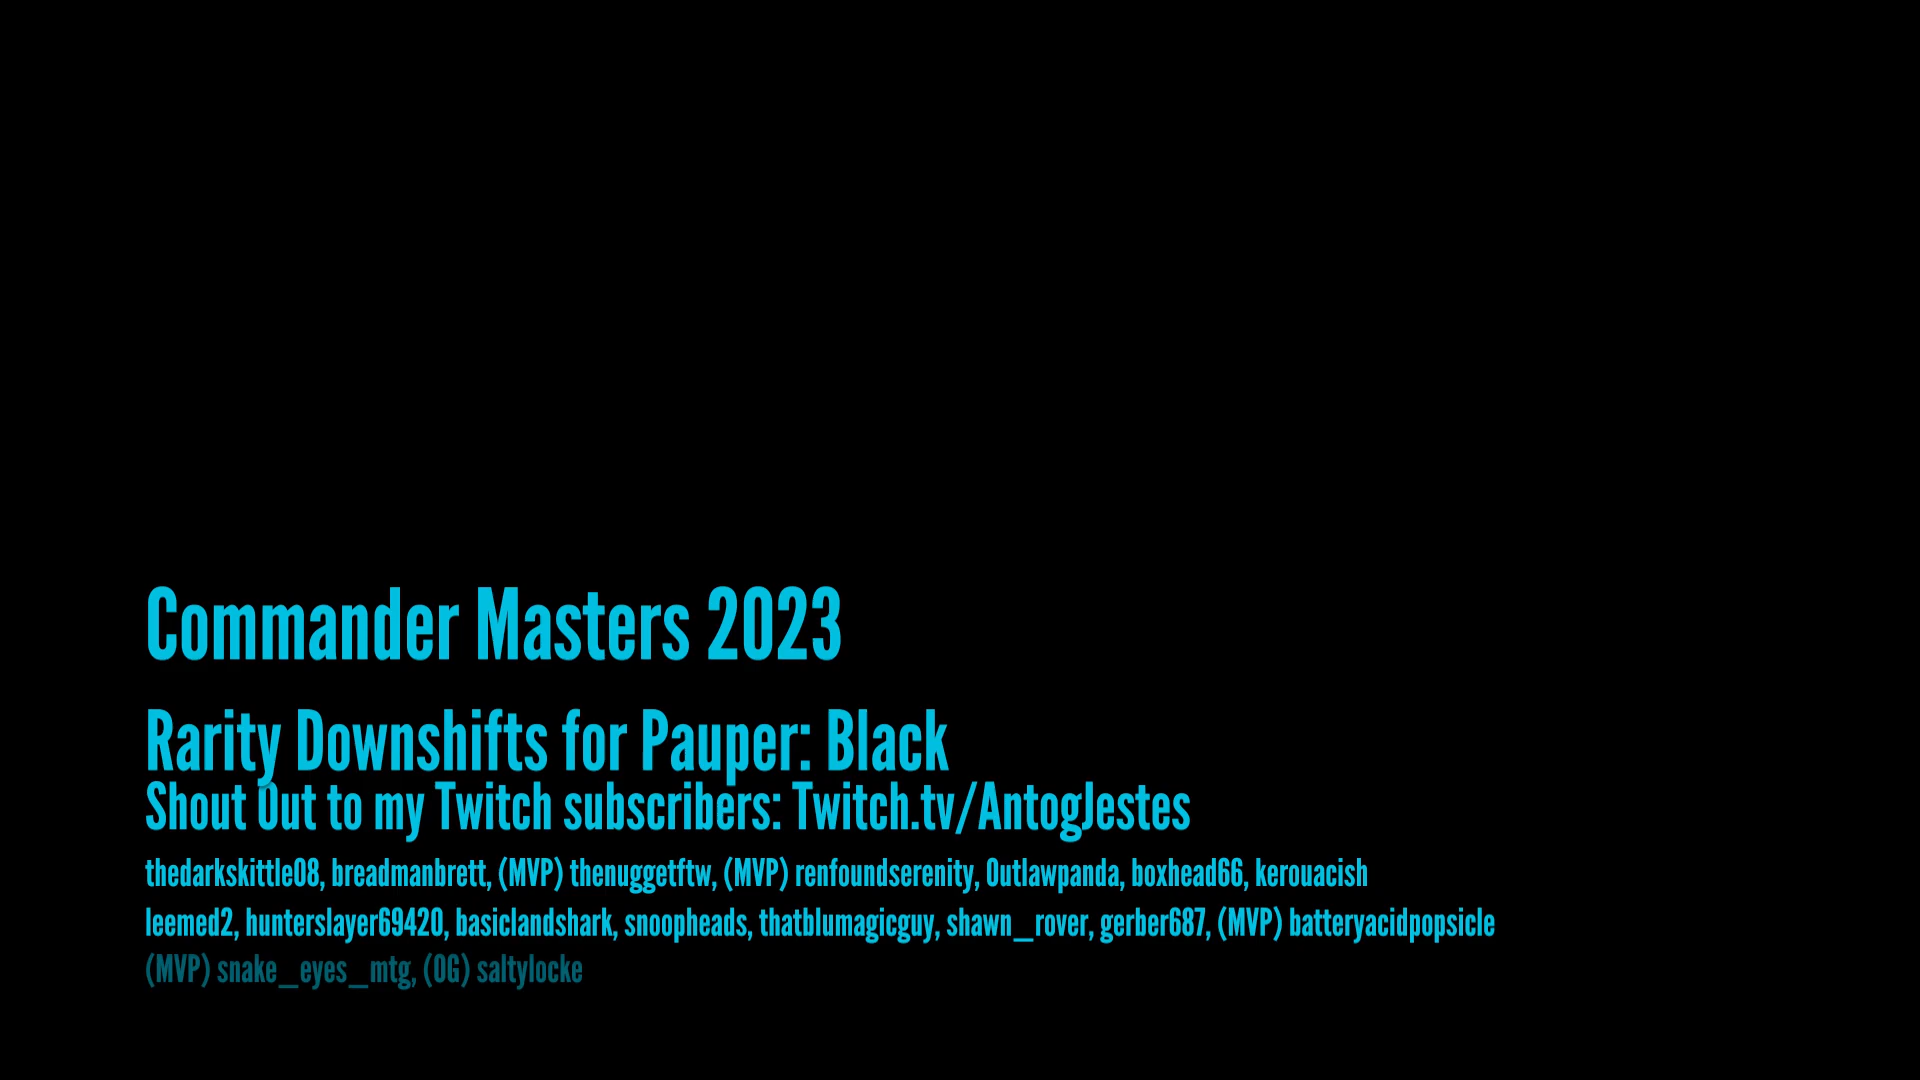 Commander Masters 2023
Rarity Downshifts for Pauper: Black
Shout Out to my Twitch subscribers: Twitch.tv/AntogJestes
thedarkskittle08, breadmanbrett, (MVP) thenuggetftw, (MVP) renfoundserenity, Outlawpanda, boxhead66, kerouacish
leemed2, hunterslayer69420, basiclandshark, snoopheads, thatblumagicguy, shawn_rover, gerber687, (MVP) batteryacidpopsicle
(MVP) snake_eyes_mtg, (OG) saltylocke